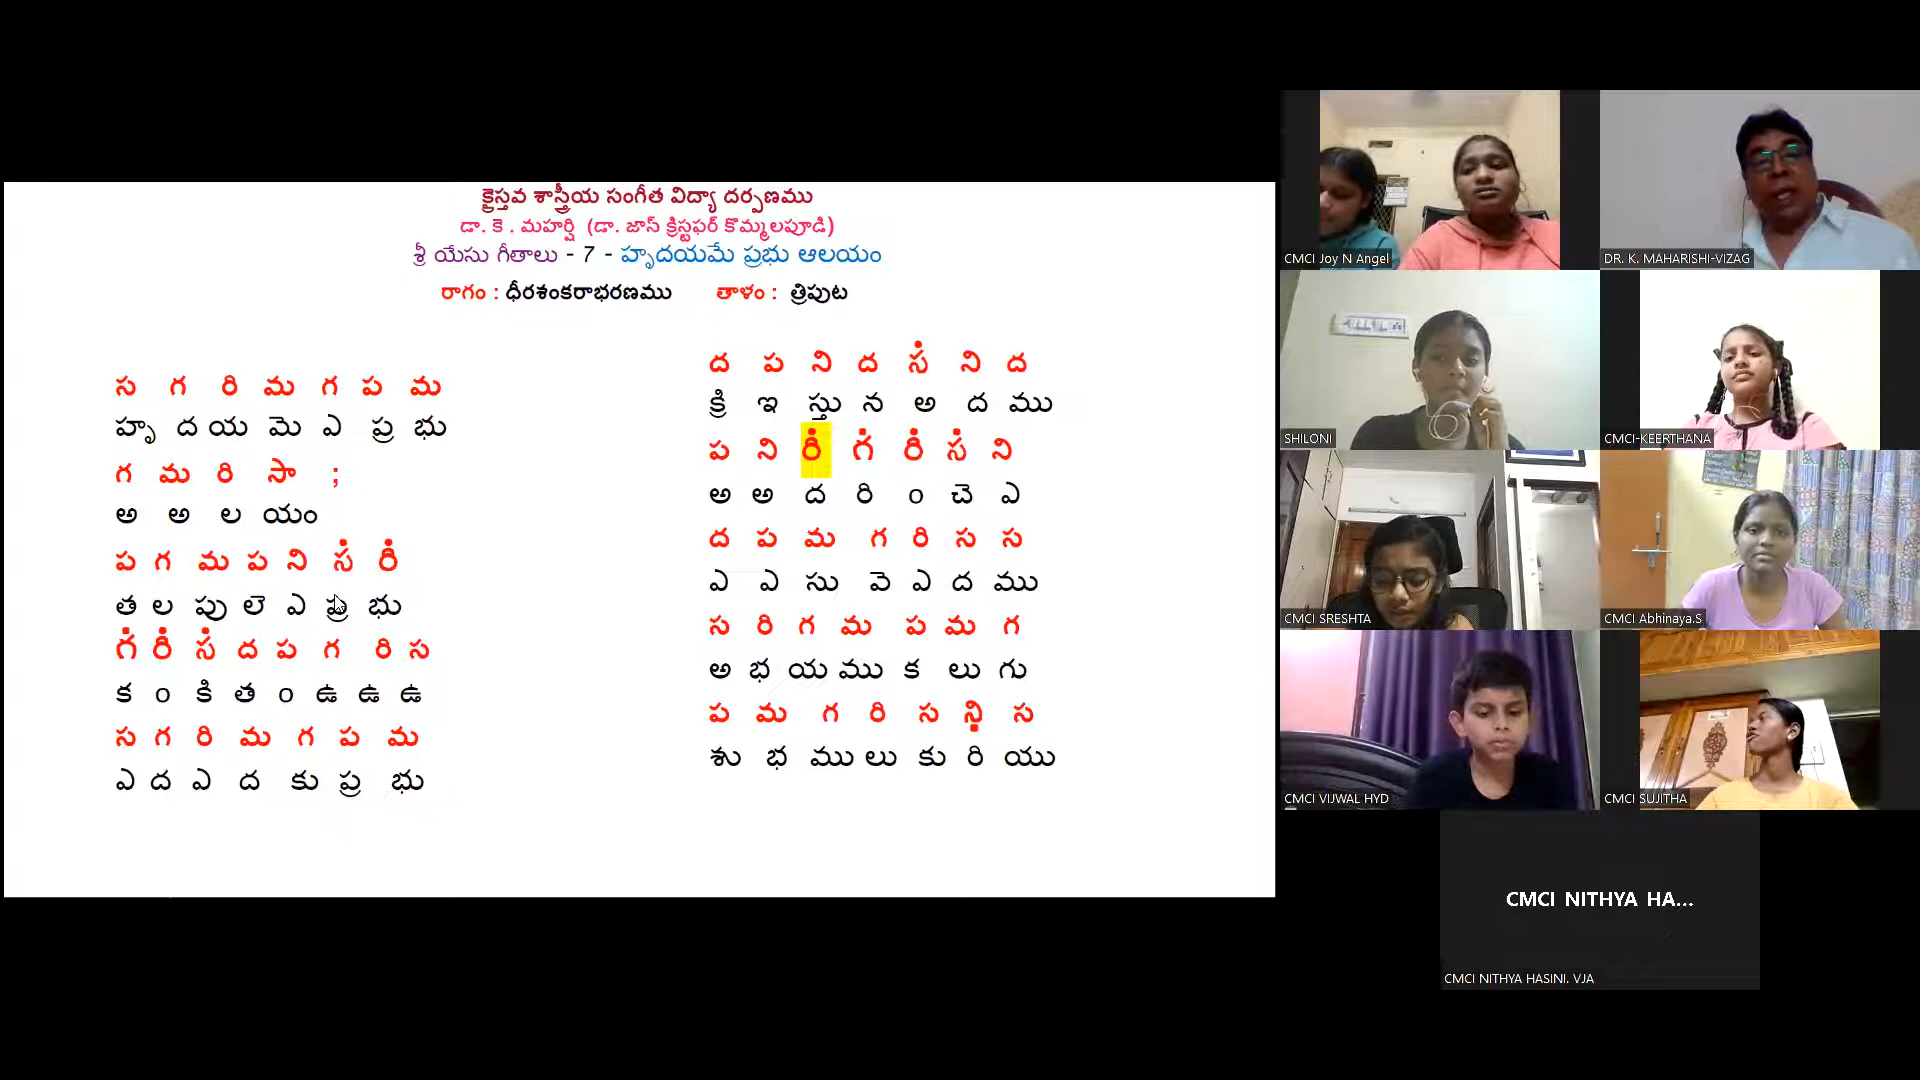 క్రైస్తవ శాస్త్రీయ సంగీత విద్యా దర్పణము
డా. కె . మహర్షి (డా. జాస్ క్రిస్టఫర్ కొమ్మలపూడి)
శ్రీ యేసు గీతాలు - 7 - హృదయమే ప్రభు ఆలయం
రాగం : ధీరశంకరాభరణము తాళం : త్రిపుట
స గ రి మ గ ప మ
హృ ద య మె ఎ ప్ర భు
గ మ రి సా ;
అ అ ల యం
ప గ మ ప ని స̇ రి̇
త ల పు లె ఎ ప్ర భు
గ̇ రి̇ స̇ ద ప గ రి స
క ం కి త ం ఉ ఉ ఉ
స గ రి మ గ ప మ
ఎ ద ఎ ద కు ప్ర భు
ద ప ని ద స̇ ని ద
క్రి ఇ స్తు న అ ద ము
ప ని రి̇ గ̇ రి̇ స̇ ని
అ అ ద రి ం చె ఎ
ద ప మ గ రి స స
ఎ ఎ సు వె ఎ ద ము
స రి గ మ ప మ గ
అ భ య ము క లు గు
ప మ గ రి స ని̣ స
శు భ ము లు కు రి యు
CMCI Joy N Angel
DR. K. MAHARISHI-VIZAG
SHILONI
CMCI-KEERTHANA
CMCI SRESHTA
CMCI Abhinaya.S
CMCI VIJWAL HYD
CMCI SUJITHA
CMCI NITHYA HA...
CMCI NITHYA HASINI. VJA